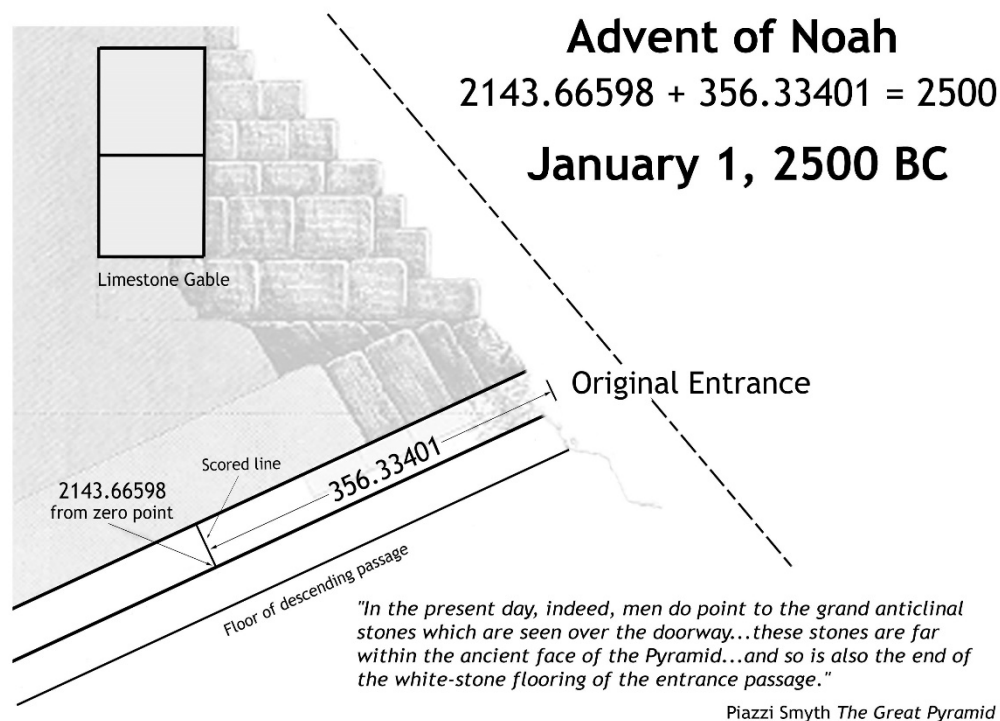 Advent of Noah
2143.66598 + 356.33401 = 2500
January 1, 2500 BC
Limestone Gable
Original Entrance
Scored line
356.33401
2143.66598
from zero point
Floor of descending passage
"In the present day, indeed, men do point to the grand anticlinal
stones which are seen over the doorway...these stones are far
within the ancient face of the Pyramid...and so is also the end of
the white-stone flooring of the entrance passage."
Piazzi Smyth The Great Pyramid